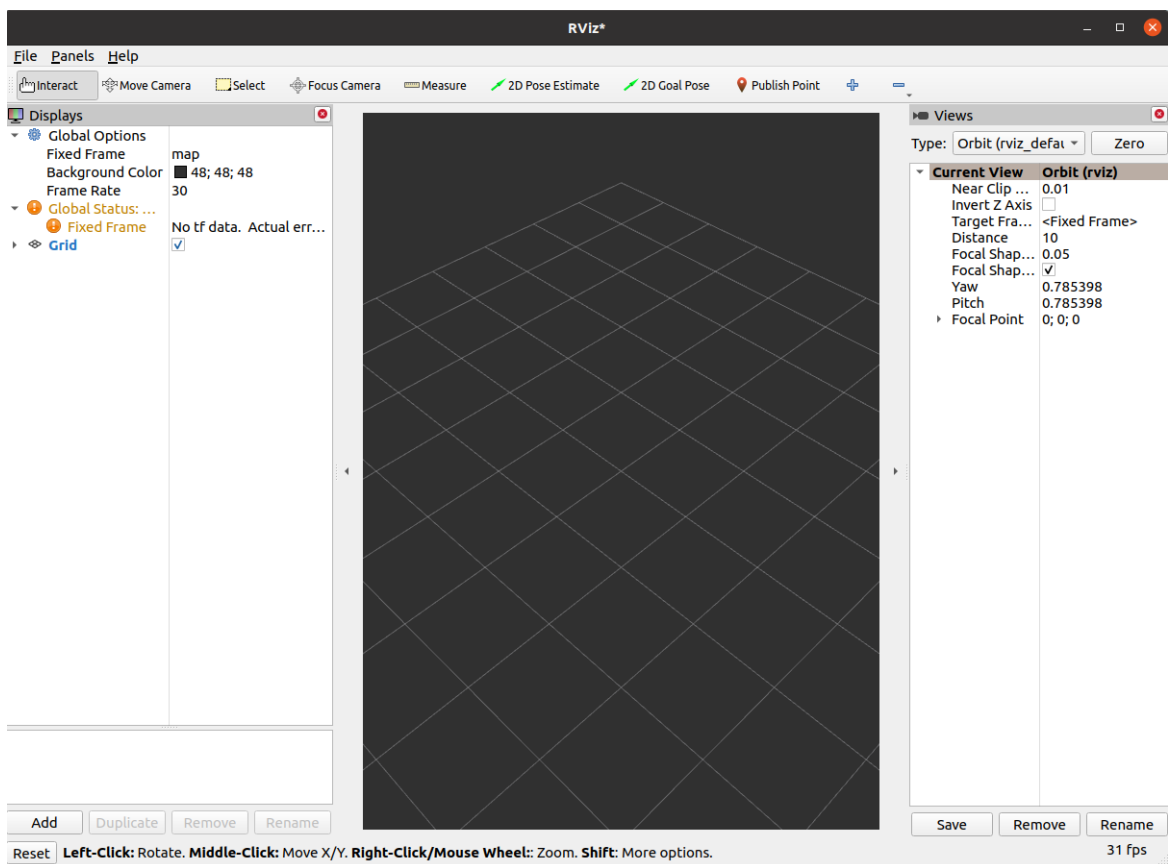 RViz*
File Panels Help
Interact Move Camera Select Focus Camera Measure 2D Pose Estimate 2D Goal Pose Publish Point
Displays
Global Options
Fixed Frame map
Background Color 48; 48; 48
Frame Rate 30
Global Status: ...
Fixed Frame No tf data. Actual err...
Grid
Add Duplicate Remove Rename
Views
Type: Orbit (rviz_defau Zero
Current View Orbit (rviz)
Near Clip ... 0.01
Invert Z Axis
Target Fra... <Fixed Frame>
Distance 10
Focal Shap... 0.05
Focal Shap...
Yaw 0.785398
Pitch 0.785398
Focal Point 0; 0; 0
Save Remove Rename
Reset Left-Click: Rotate. Middle-Click: Move X/Y. Right-Click/Mouse Wheel:: Zoom. Shift: More options. 31 fps